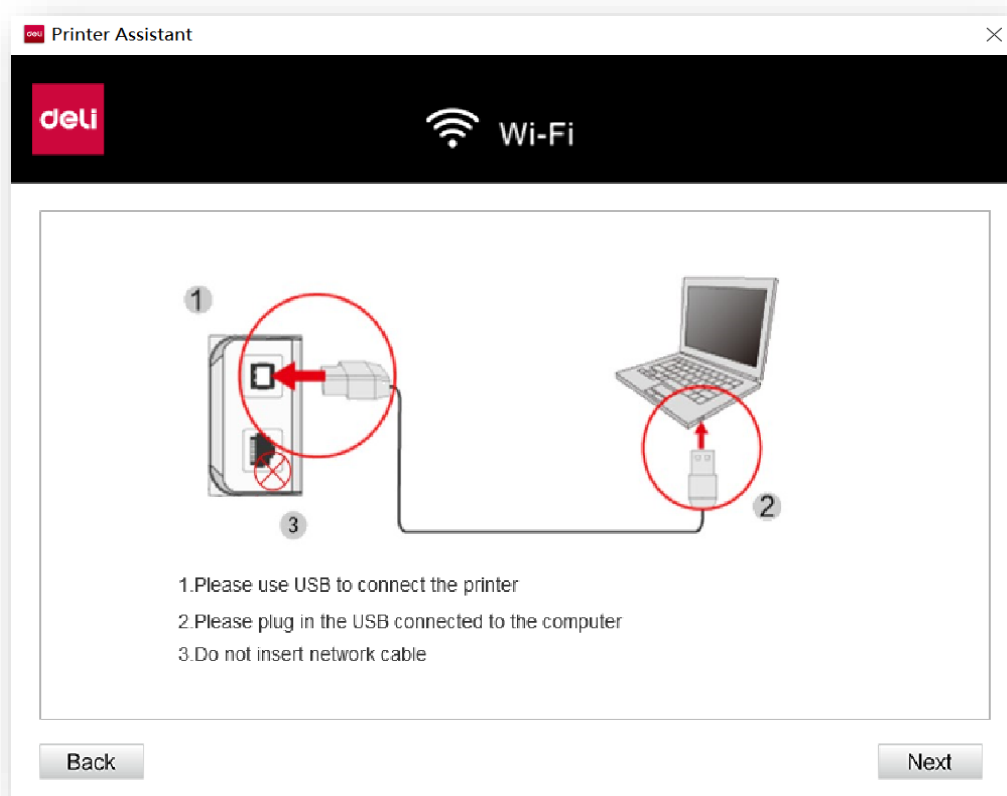 deli Printer Assistant
deli
Wi-Fi
1
2
3
1.Please use USB to connect the printer
2.Please plug in the USB connected to the computer
3.Do not insert network cable
Back
Next